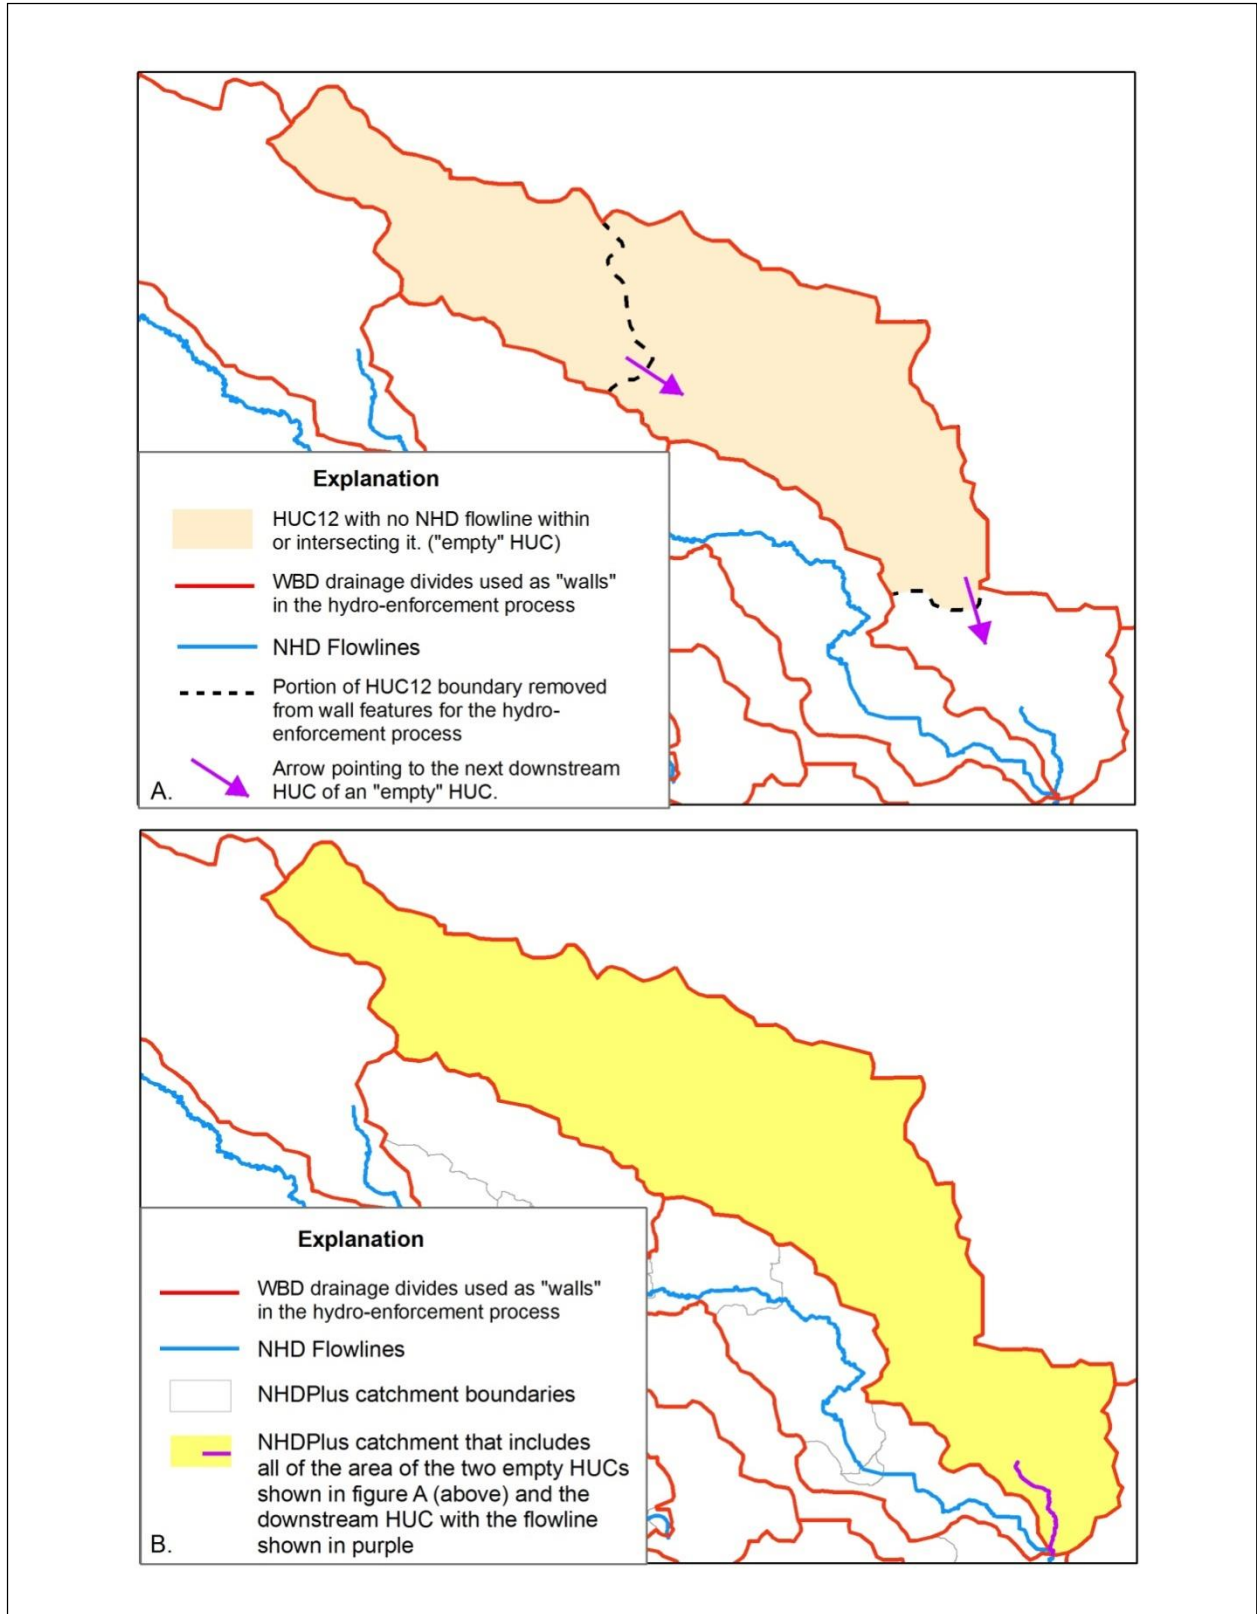 Explanation
HUC12 with no NHD flowline within
or intersecting it. ("empty" HUC)
WBD drainage divides used as "walls"
in the hydro-enforcement process
NHD Flowlines
Portion of HUC12 boundary removed
from wall features for the hydro-
enforcement process
Arrow pointing to the next downstream
HUC of an "empty" HUC.
A.
Explanation
WBD drainage divides used as "walls"
in the hydro-enforcement process
NHD Flowlines
NHDPlus catchment boundaries
NHDPlus catchment that includes
all of the area of the two empty HUCs
shown in figure A (above) and the
downstream HUC with the flowline
shown in purple
B.